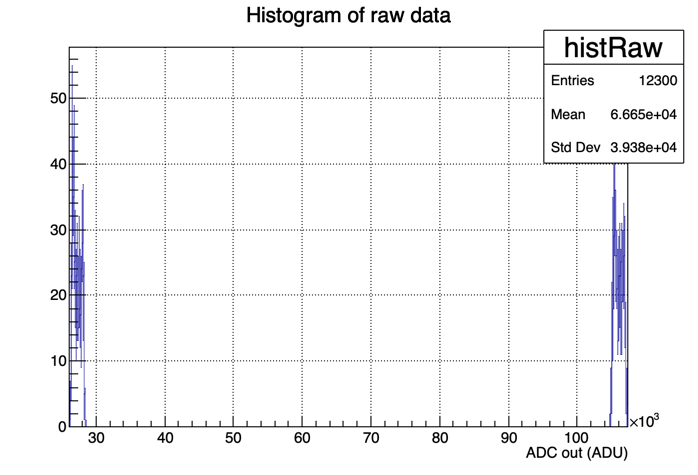 Histogram of raw data
histRaw
Entries 12300
Mean 6.665e+04
Std Dev 3.938e+04
50
40
30
20
10
0
30 40 50 60 70 80 90 100 ×10³
ADC out (ADU)